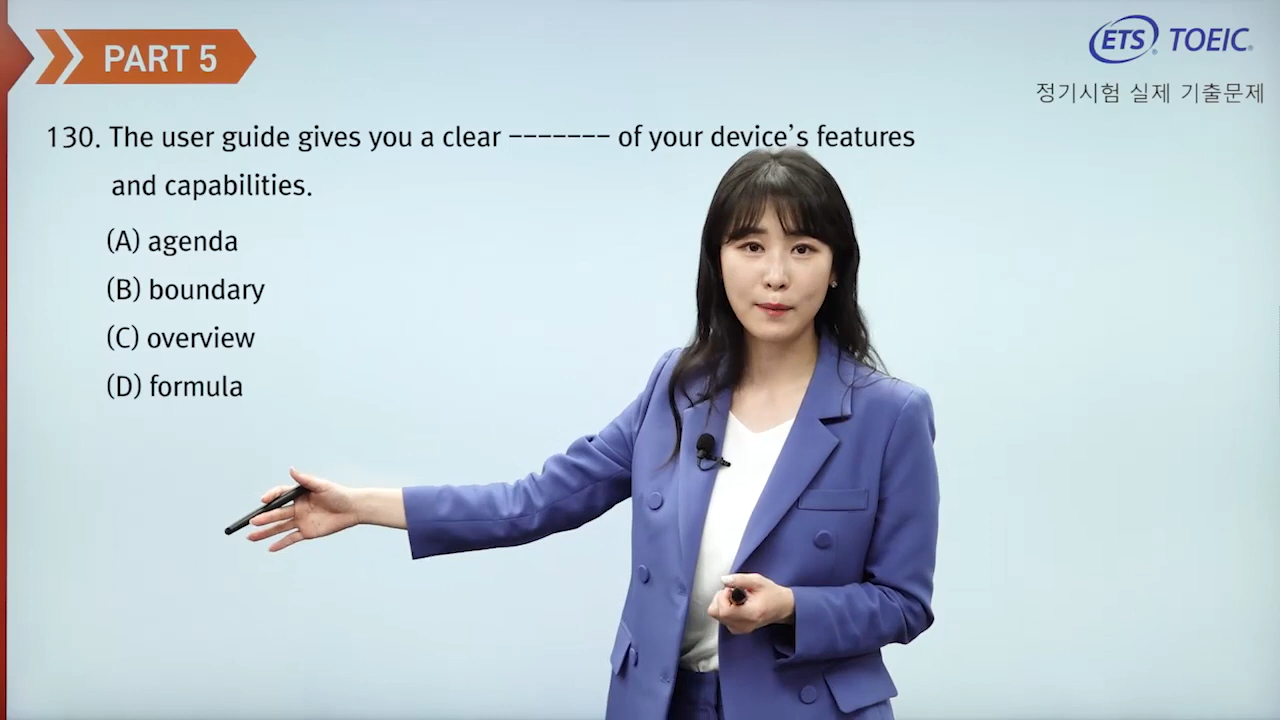 PART 5
ETS® TOEIC®
정기시험 실제 기출문제
130. The user guide gives you a clear ------- of your device’s features
and capabilities.
(A) agenda
(B) boundary
(C) overview
(D) formula